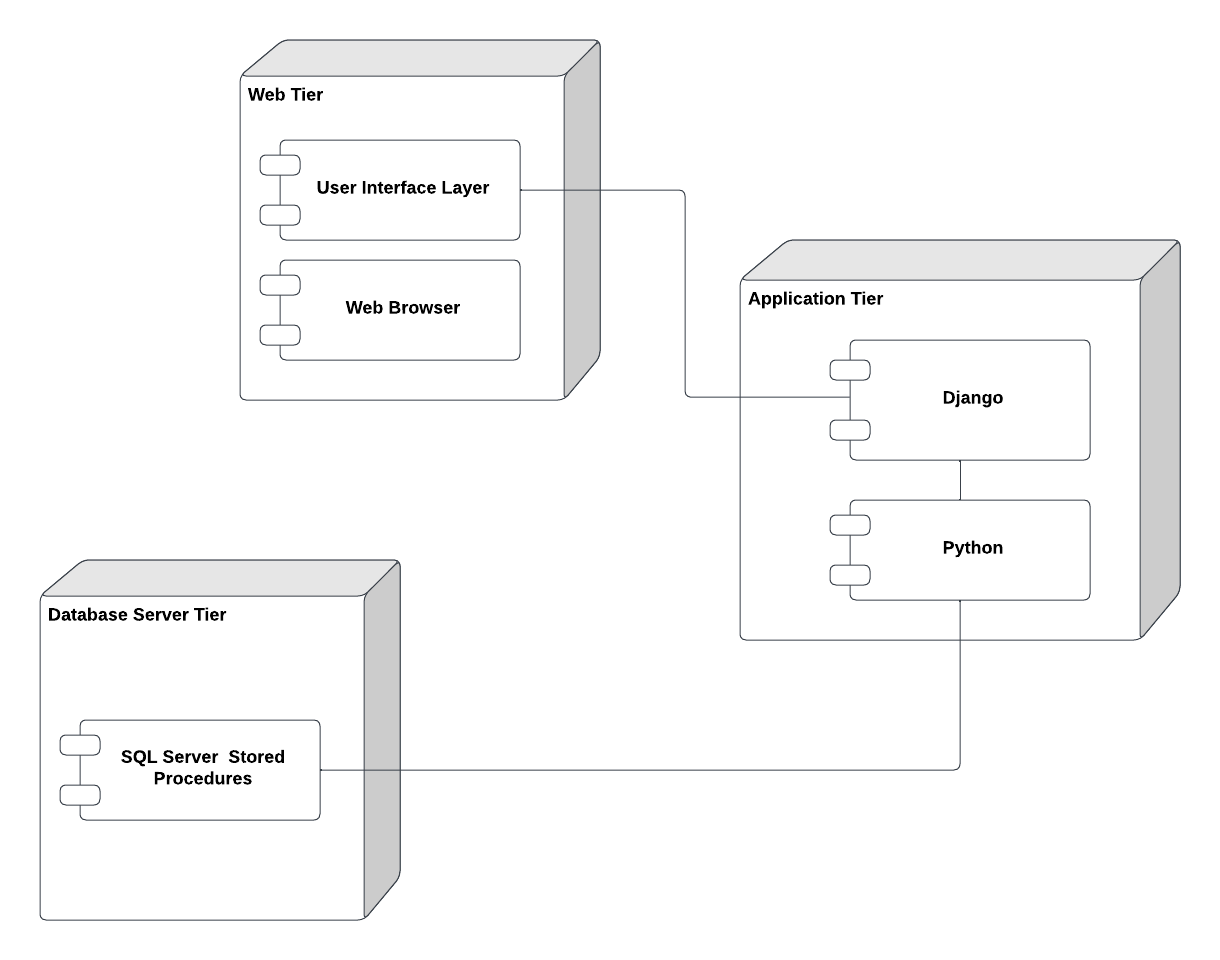 Web Tier
User Interface Layer
Web Browser
Application Tier
Django
Python
Database Server Tier
SQL Server  Stored
Procedures